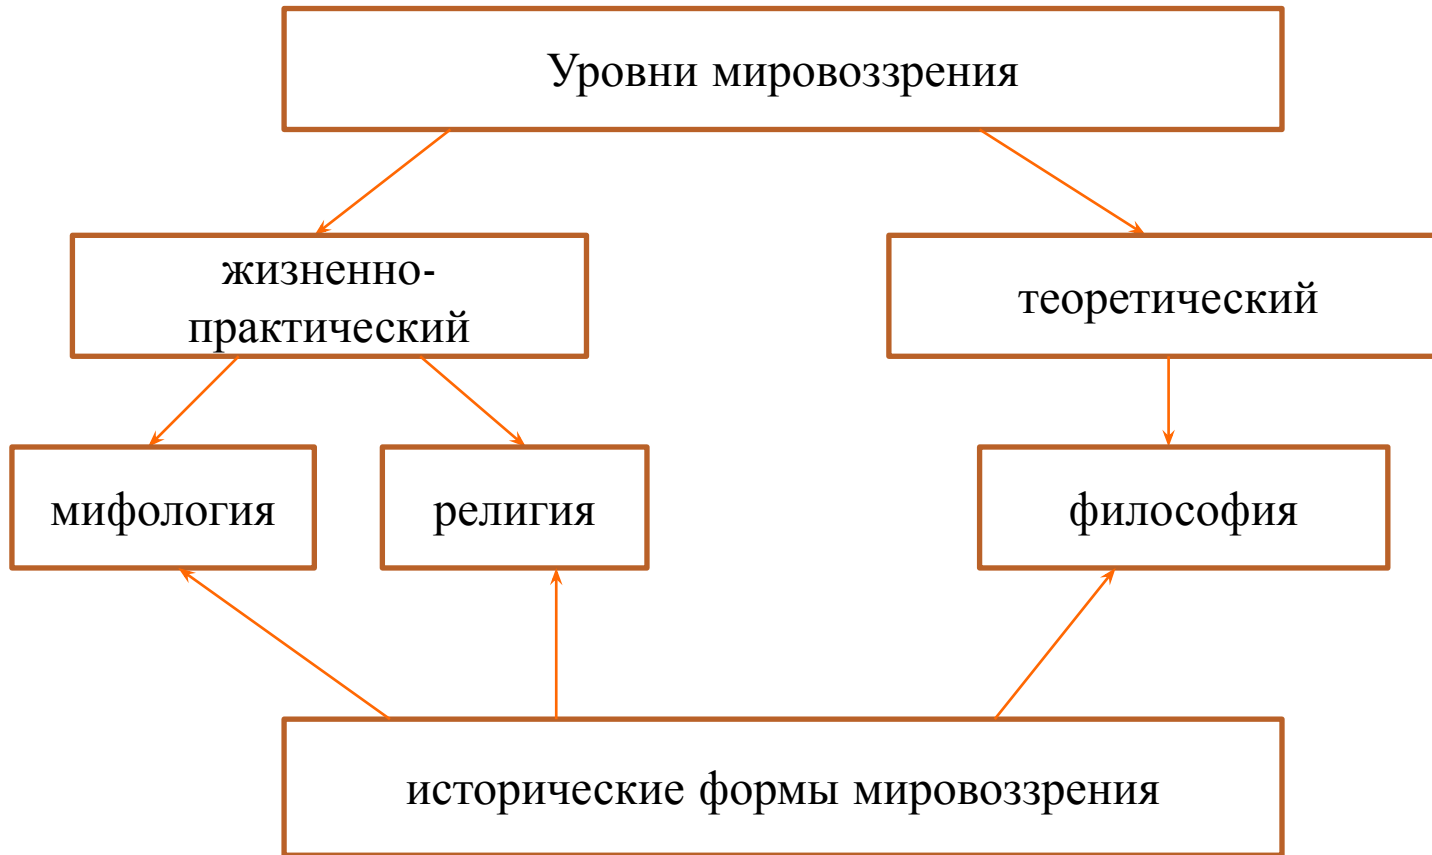 Уровни мировоззрения
жизненно-
практический
теоретический
мифология
религия
философия
исторические формы мировоззрения